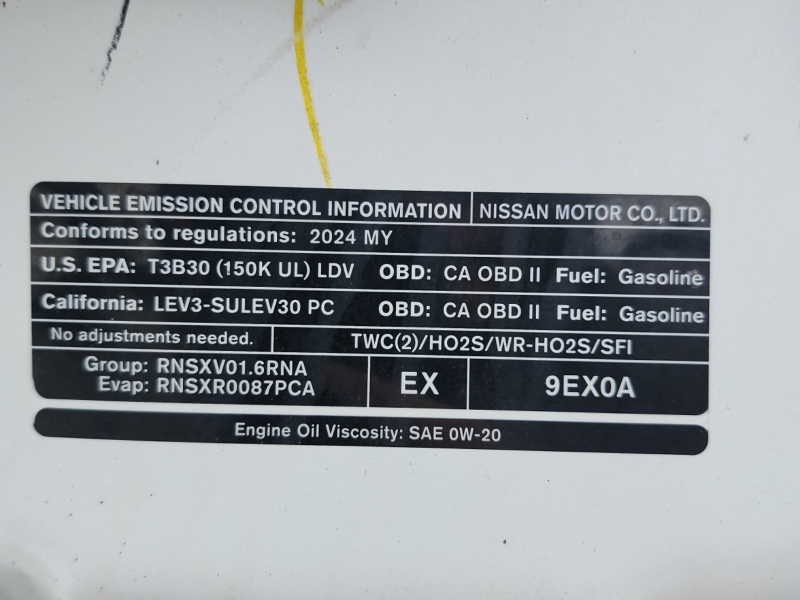 VEHICLE EMISSION CONTROL INFORMATION NISSAN MOTOR CO., LTD.
Conforms to regulations: 2024 MY
U.S. EPA: T3B30 (150K UL) LDV OBD: CA OBD II Fuel: Gasoline
California: LEV3-SULEV30 PC OBD: CA OBD II Fuel: Gasoline
No adjustments needed. TWC(2)/HO2S/WR-HO2S/SFI
Group: RNSXV01.6RNA
Evap: RNSXR0087PCA
EX
9EX0A
Engine Oil Viscosity: SAE 0W-20